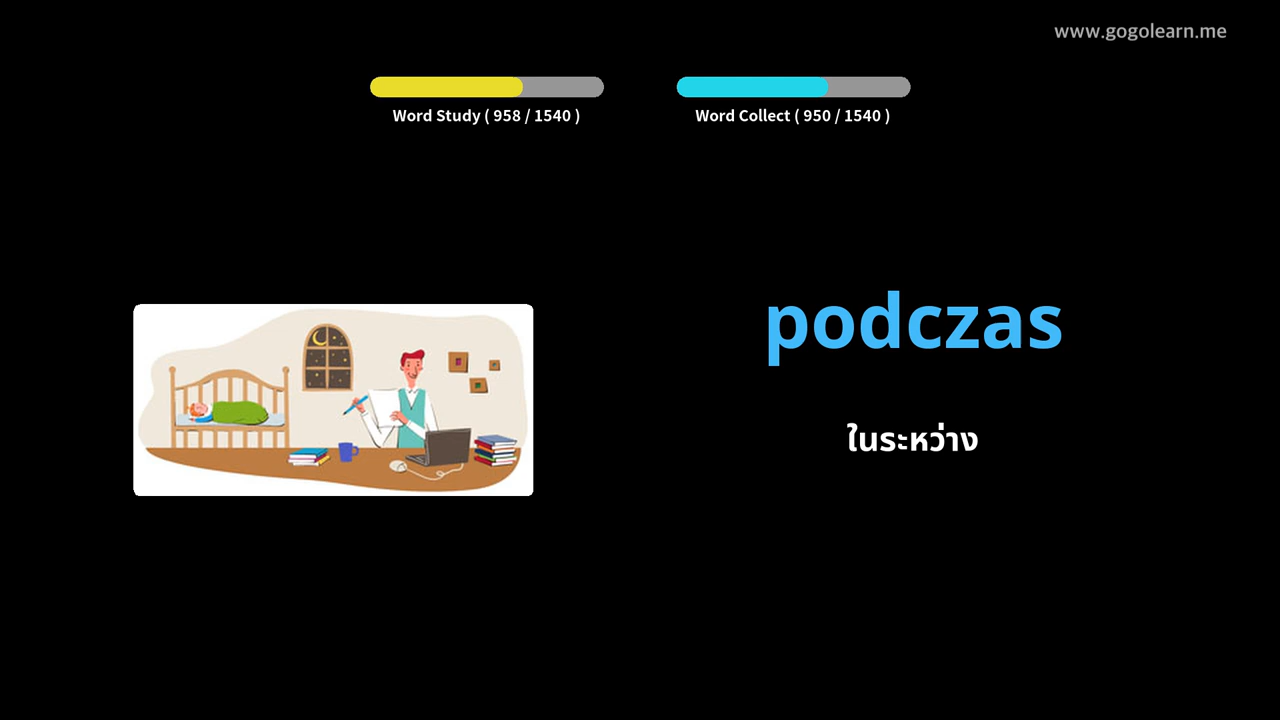 www.gogolearn.me
Word Study ( 958 / 1540 )
Word Collect ( 950 / 1540 )
podczas
ในระหว่าง